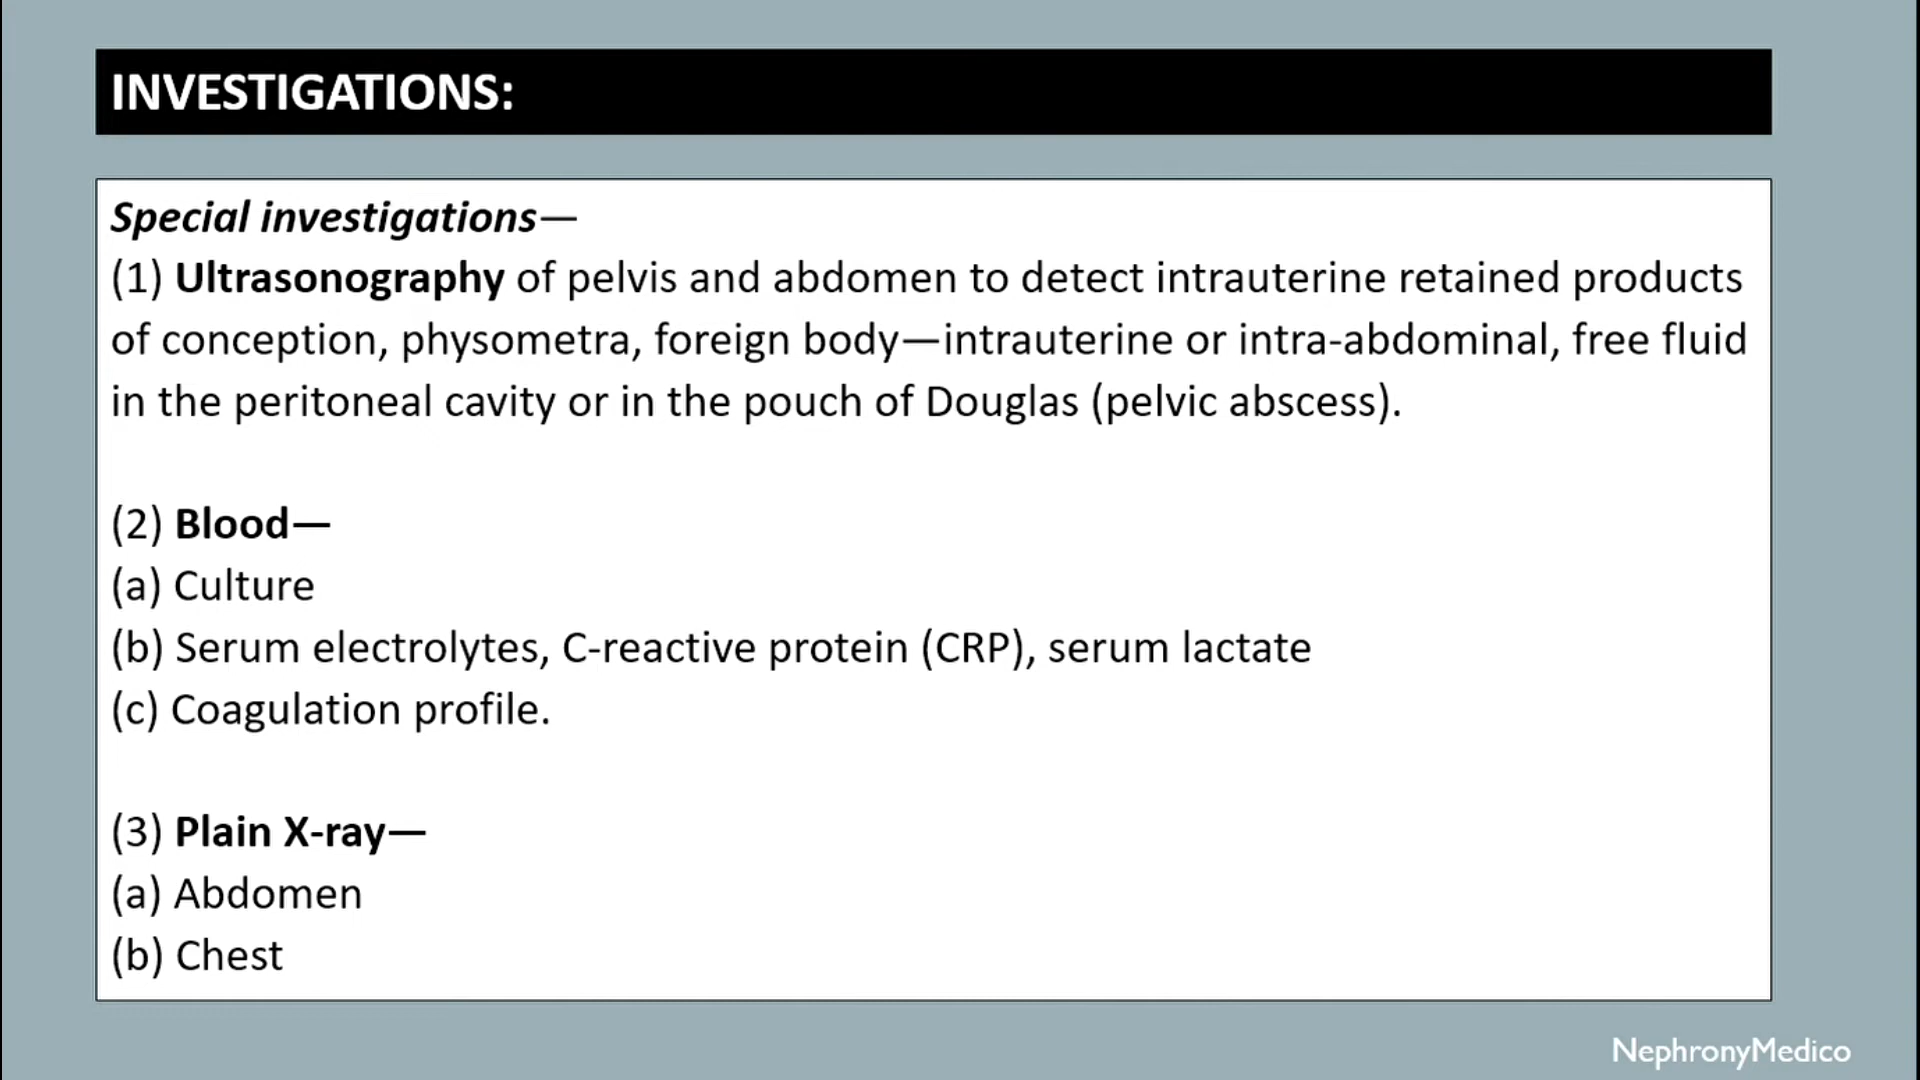 INVESTIGATIONS:
Special investigations—
(1) Ultrasonography of pelvis and abdomen to detect intrauterine retained products
of conception, physometra, foreign body—intrauterine or intra-abdominal, free fluid
in the peritoneal cavity or in the pouch of Douglas (pelvic abscess).
(2) Blood—
(a) Culture
(b) Serum electrolytes, C-reactive protein (CRP), serum lactate
(c) Coagulation profile.
(3) Plain X-ray—
(a) Abdomen
(b) Chest
NephronyMedico